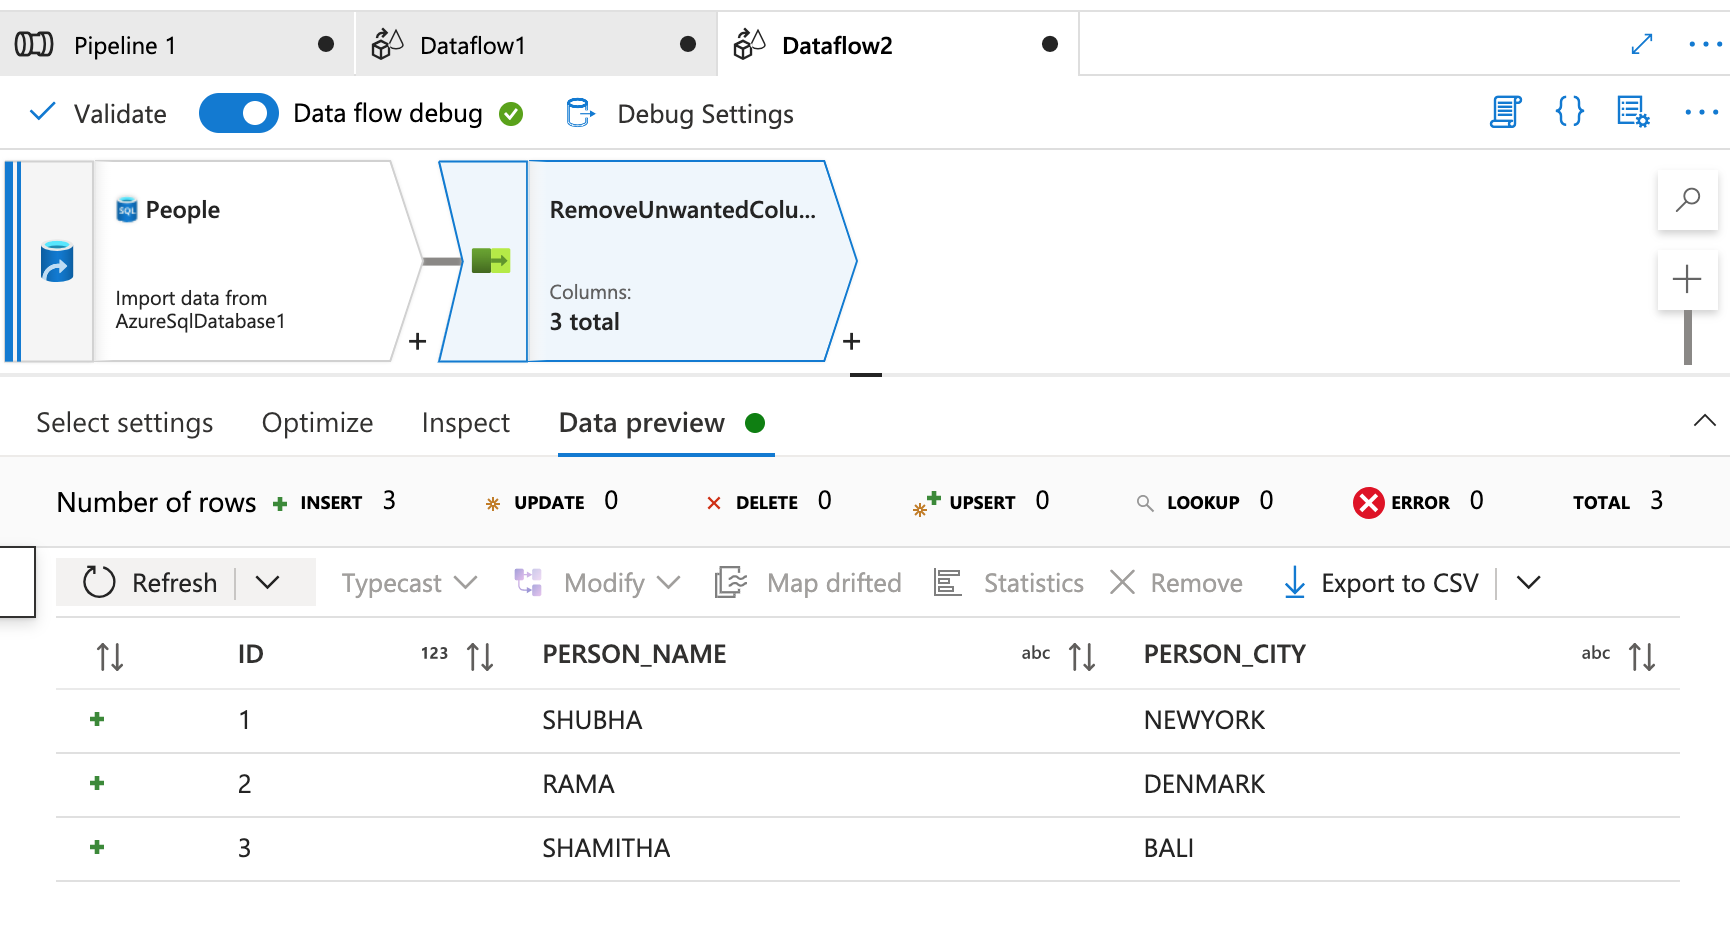 Pipeline 1 Dataflow1 Dataflow2
Validate Data flow debug Debug Settings
SQL People RemoveUnwantedColu...
Import data from
AzureSqlDatabase1
Columns:
3 total
Select settings Optimize Inspect Data preview
Number of rows INSERT 3 UPDATE 0 DELETE 0 UPSERT 0 LOOKUP 0 ERROR 0 TOTAL 3
Refresh Typecast Modify Map drifted Statistics Remove Export to CSV
ID 123 PERSON_NAME abc PERSON_CITY abc
1 SHUBHA NEWYORK
2 RAMA DENMARK
3 SHAMITHA BALI